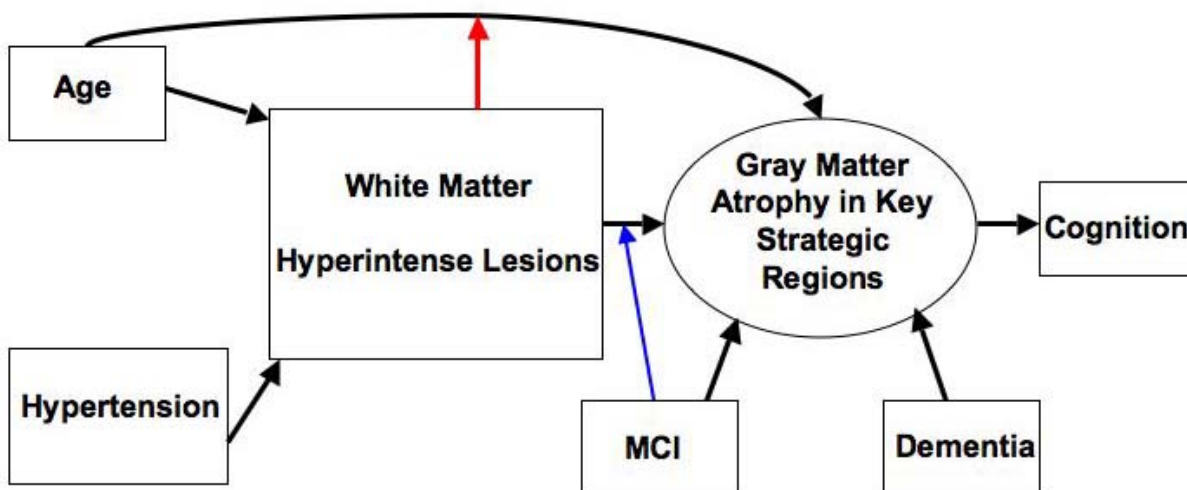 Age
White Matter
Hyperintense Lesions
Gray Matter
Atrophy in Key
Strategic
Regions
Cognition
Hypertension
MCI
Dementia